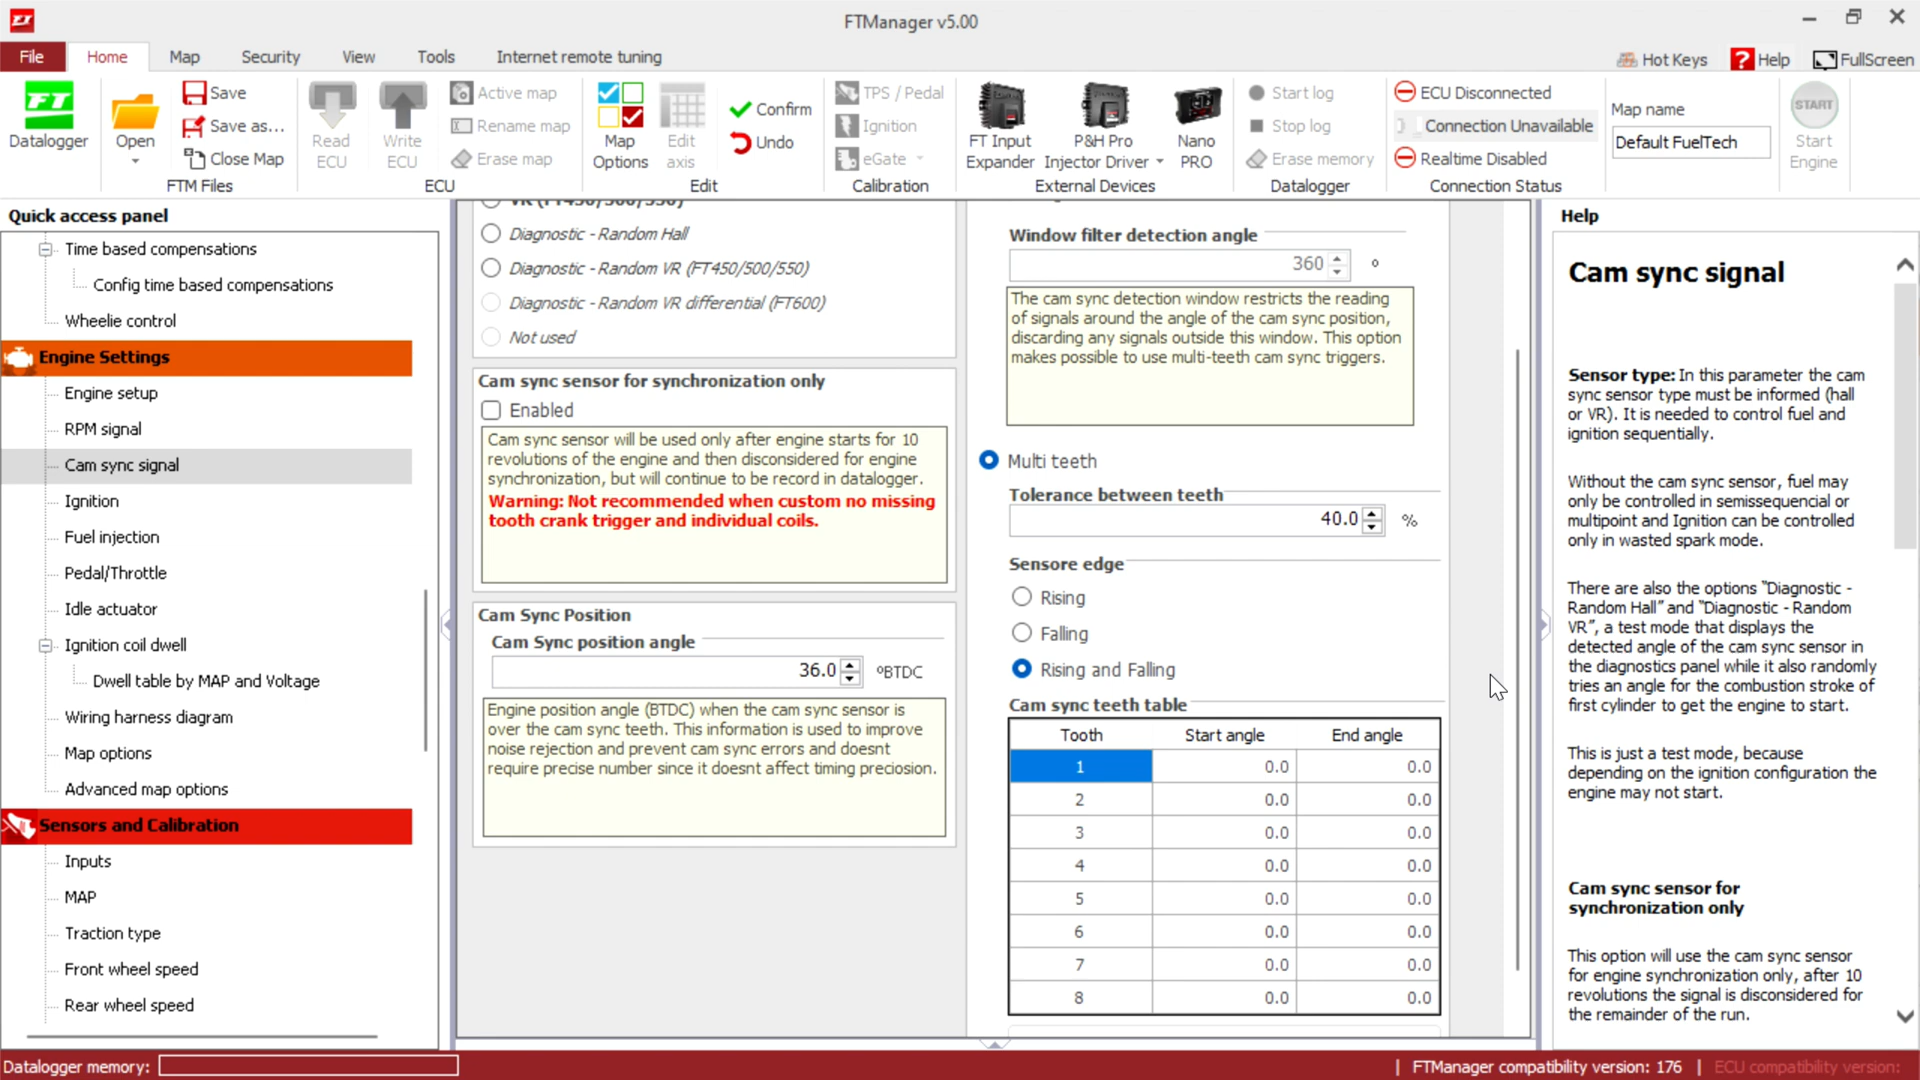 FTManager v5.00
File Home Map Security View Tools Internet remote tuning Hot Keys ? Help FullScreen
FT Datalogger
Open
Save
Save as...
Close Map
FTM Files
Read ECU
Write ECU
Active map
Rename map
Erase map
ECU
Map Options
Edit axis
Confirm
Undo
Edit
TPS / Pedal
Ignition
eGate
Calibration
FT Input Expander
P&H Pro Injector Driver
Nano PRO
External Devices
Start log
Stop log
Erase memory
Datalogger
ECU Disconnected
Connection Unavailable
Realtime Disabled
Connection Status
Map name
Default FuelTech
START
Start Engine
Quick access panel
Time based compensations
Config time based compensations
Wheelie control
Engine Settings
Engine setup
RPM signal
Cam sync signal
Ignition
Fuel injection
Pedal/Throttle
Idle actuator
Ignition coil dwell
Dwell table by MAP and Voltage
Wiring harness diagram
Map options
Advanced map options
Sensors and Calibration
Inputs
MAP
Traction type
Front wheel speed
Rear wheel speed
VR (FT450/500/550)
Diagnostic - Random Hall
Diagnostic - Random VR (FT450/500/550)
Diagnostic - Random VR differential (FT600)
Not used
Cam sync sensor for synchronization only
Enabled
Cam sync sensor will be used only after engine starts for 10
revolutions of the engine and then disconsidered for engine
synchronization, but will continue to be record in datalogger.
Warning: Not recommended when custom no missing
tooth crank trigger and individual coils.
Cam Sync Position
Cam Sync position angle
36.0 ºBTDC
Engine position angle (BTDC) when the cam sync sensor is
over the cam sync teeth. This information is used to improve
noise rejection and prevent cam sync errors and doesnt
require precise number since it doesnt affect timing preciosion.
Window filter detection angle
360 º
The cam sync detection window restricts the reading
of signals around the angle of the cam sync position,
discarding any signals outside this window. This option
makes possible to use multi-teeth cam sync triggers.
Multi teeth
Tolerance between teeth
40.0 %
Sensore edge
Rising
Falling
Rising and Falling
Cam sync teeth table
Tooth Start angle End angle
1 0.0 0.0
2 0.0 0.0
3 0.0 0.0
4 0.0 0.0
5 0.0 0.0
6 0.0 0.0
7 0.0 0.0
8 0.0 0.0
Help
Cam sync signal
Sensor type: In this parameter the cam
sync sensor type must be informed (hall
or VR). It is needed to control fuel and
ignition sequentially.
Without the cam sync sensor, fuel may
only be controlled in semissequencial or
multipoint and Ignition can be controlled
only in wasted spark mode.
There are also the options "Diagnostic -
Random Hall" and "Diagnostic - Random
VR", a test mode that displays the
detected angle of the cam sync sensor in
the diagnostics panel while it also randomly
tries an angle for the combustion stroke of
first cylinder to get the engine to start.
This is just a test mode, because
depending on the ignition configuration the
engine may not start.
Cam sync sensor for
synchronization only
This option will use the cam sync sensor
for engine synchronization only, after 10
revolutions the signal is disconsidered for
the remainder of the run.
Datalogger memory:
| FTManager compatibility version: 176 | ECU compatibility version: